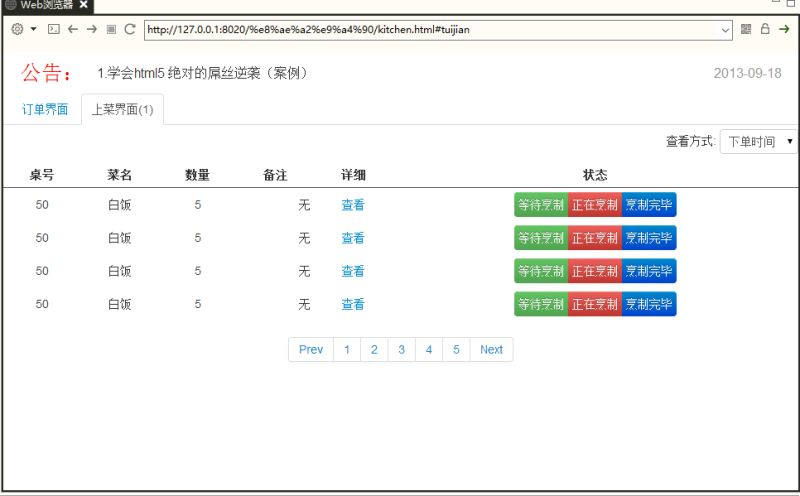 Web浏览器
http://127.0.0.1:8020/%e8%ae%a2%e9%a4%90/kitchen.html#tuijian
公告: 1.学会html5 绝对的屌丝逆袭（案例） 2013-09-18
订单界面 上菜界面(1)
查看方式: 下单时间
桌号 菜名 数量 备注 详细 状态
50 白饭 5 无 查看 等待烹制 正在烹制 烹制完毕
50 白饭 5 无 查看 等待烹制 正在烹制 烹制完毕
50 白饭 5 无 查看 等待烹制 正在烹制 烹制完毕
50 白饭 5 无 查看 等待烹制 正在烹制 烹制完毕
Prev 1 2 3 4 5 Next